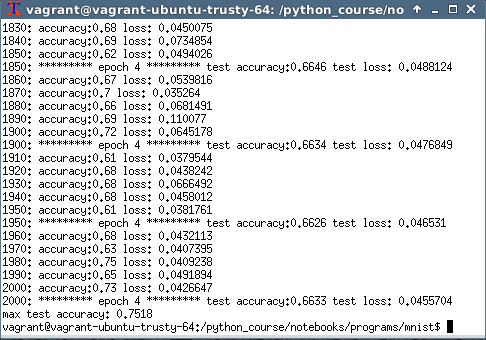 vagrant@vagrant-ubuntu-trusty-64: /python_course/no
1830: accuracy:0.68 loss: 0.0450075
1840: accuracy:0.69 loss: 0.0734854
1850: accuracy:0.62 loss: 0.0494026
1850: ********* epoch 4 ********* test accuracy:0.6646 test loss: 0.0488124
1860: accuracy:0.67 loss: 0.0539816
1870: accuracy:0.7 loss: 0.035264
1880: accuracy:0.66 loss: 0.0681491
1890: accuracy:0.69 loss: 0.110077
1900: accuracy:0.72 loss: 0.0645178
1900: ********* epoch 4 ********* test accuracy:0.6634 test loss: 0.0476849
1910: accuracy:0.61 loss: 0.0379544
1920: accuracy:0.68 loss: 0.0438242
1930: accuracy:0.68 loss: 0.0666492
1940: accuracy:0.68 loss: 0.0458012
1950: accuracy:0.61 loss: 0.0381761
1950: ********* epoch 4 ********* test accuracy:0.6626 test loss: 0.046531
1960: accuracy:0.68 loss: 0.0432113
1970: accuracy:0.63 loss: 0.0407395
1980: accuracy:0.75 loss: 0.0409238
1990: accuracy:0.65 loss: 0.0491894
2000: accuracy:0.73 loss: 0.0426647
2000: ********* epoch 4 ********* test accuracy:0.6633 test loss: 0.0455704
max test accuracy: 0.7518
vagrant@vagrant-ubuntu-trusty-64:/python_course/notebooks/programs/mnist$